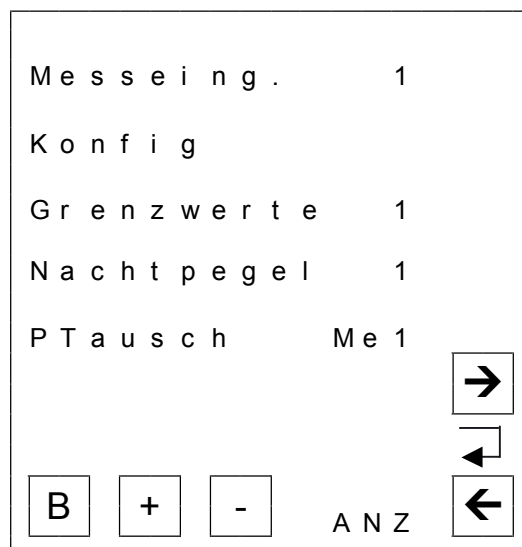 Messeing. 1
Konfig
Grenzwerte 1
Nachtpegel 1
PTausch Me1
→
B + - ANZ ←